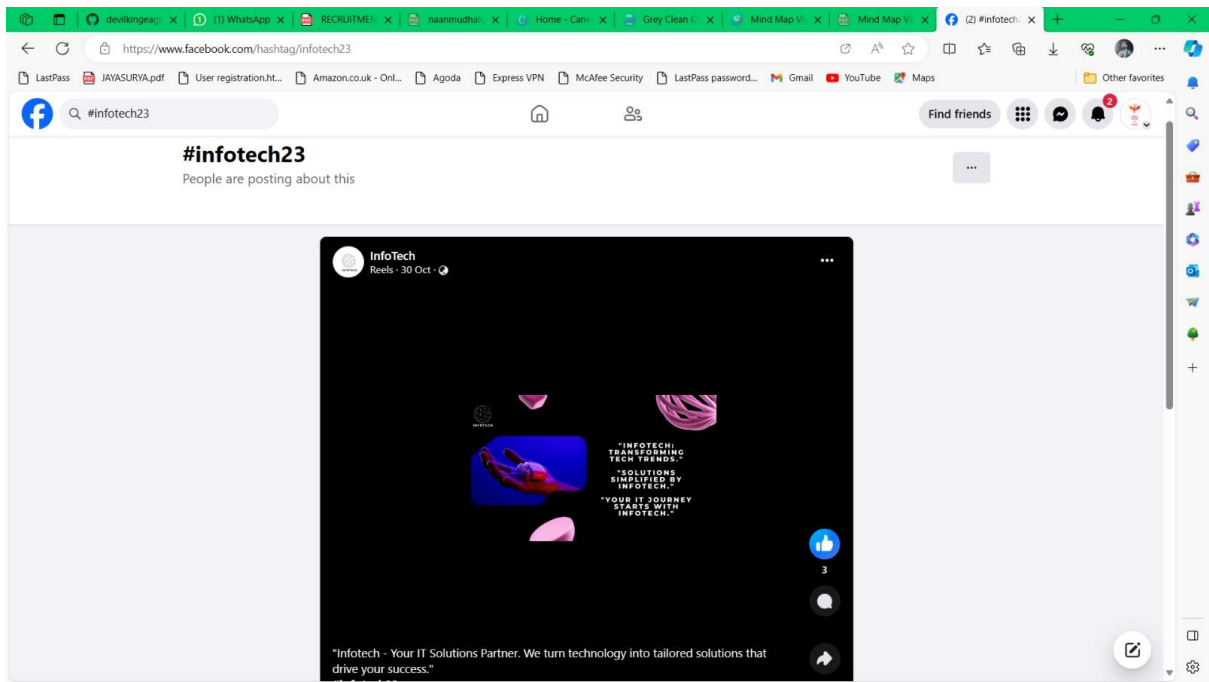 devilkingeagl
(1) WhatsApp
RECRUITMEN
naanmudhalv
Home - Canv
Grey Clean C
Mind Map Vi
Mind Map Vi
(2) #infotech.
https://www.facebook.com/hashtag/infotech23
LastPass
JAYASURYA.pdf
User registration.ht...
Amazon.co.uk - Onl...
Agoda
Express VPN
McAfee Security
LastPass password...
Gmail
YouTube
Maps
Other favorites
#infotech23
Find friends
2
#infotech23
People are posting about this
InfoTech
Reels · 30 Oct ·
INFOTECH
"INFOTECH:
TRANSFORMING
TECH TRENDS."
"SOLUTIONS
SIMPLIFIED BY
INFOTECH."
"YOUR IT JOURNEY
STARTS WITH
INFOTECH."
3
"Infotech - Your IT Solutions Partner. We turn technology into tailored solutions that
drive your success."